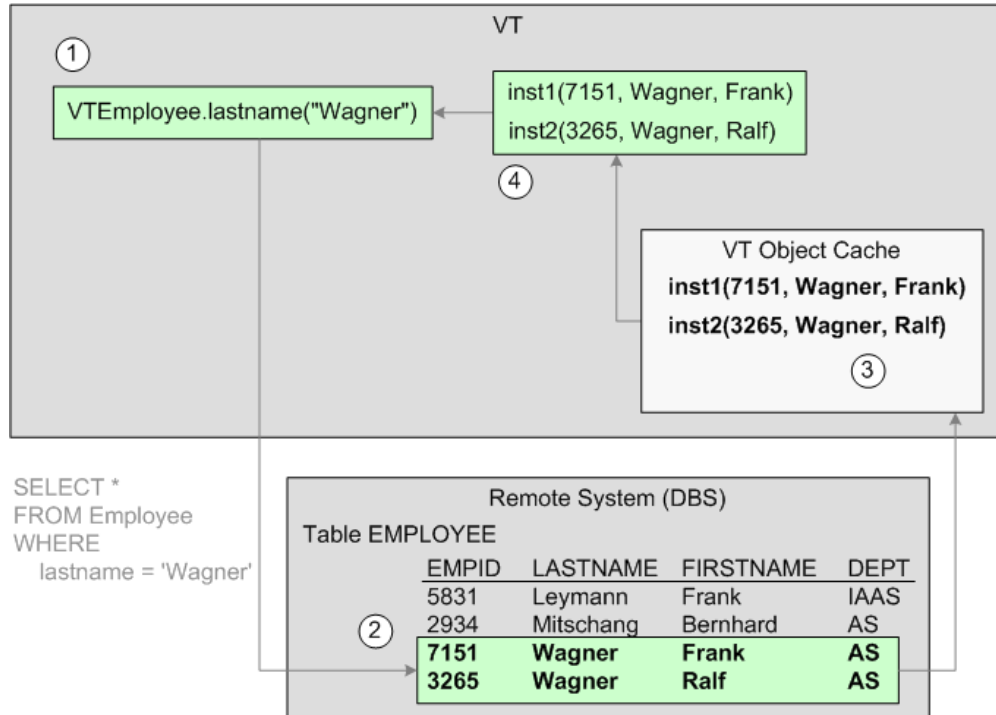 VT
1
VTEmployee.lastname("Wagner")
inst1(7151, Wagner, Frank)
inst2(3265, Wagner, Ralf)
4
VT Object Cache
inst1(7151, Wagner, Frank)
inst2(3265, Wagner, Ralf)
3
SELECT *
FROM Employee
WHERE
lastname = 'Wagner'
Remote System (DBS)
Table EMPLOYEE
EMPID LASTNAME FIRSTNAME DEPT
5831 Leymann Frank IAAS
2934 Mitschang Bernhard AS
2
7151 Wagner Frank AS
3265 Wagner Ralf AS